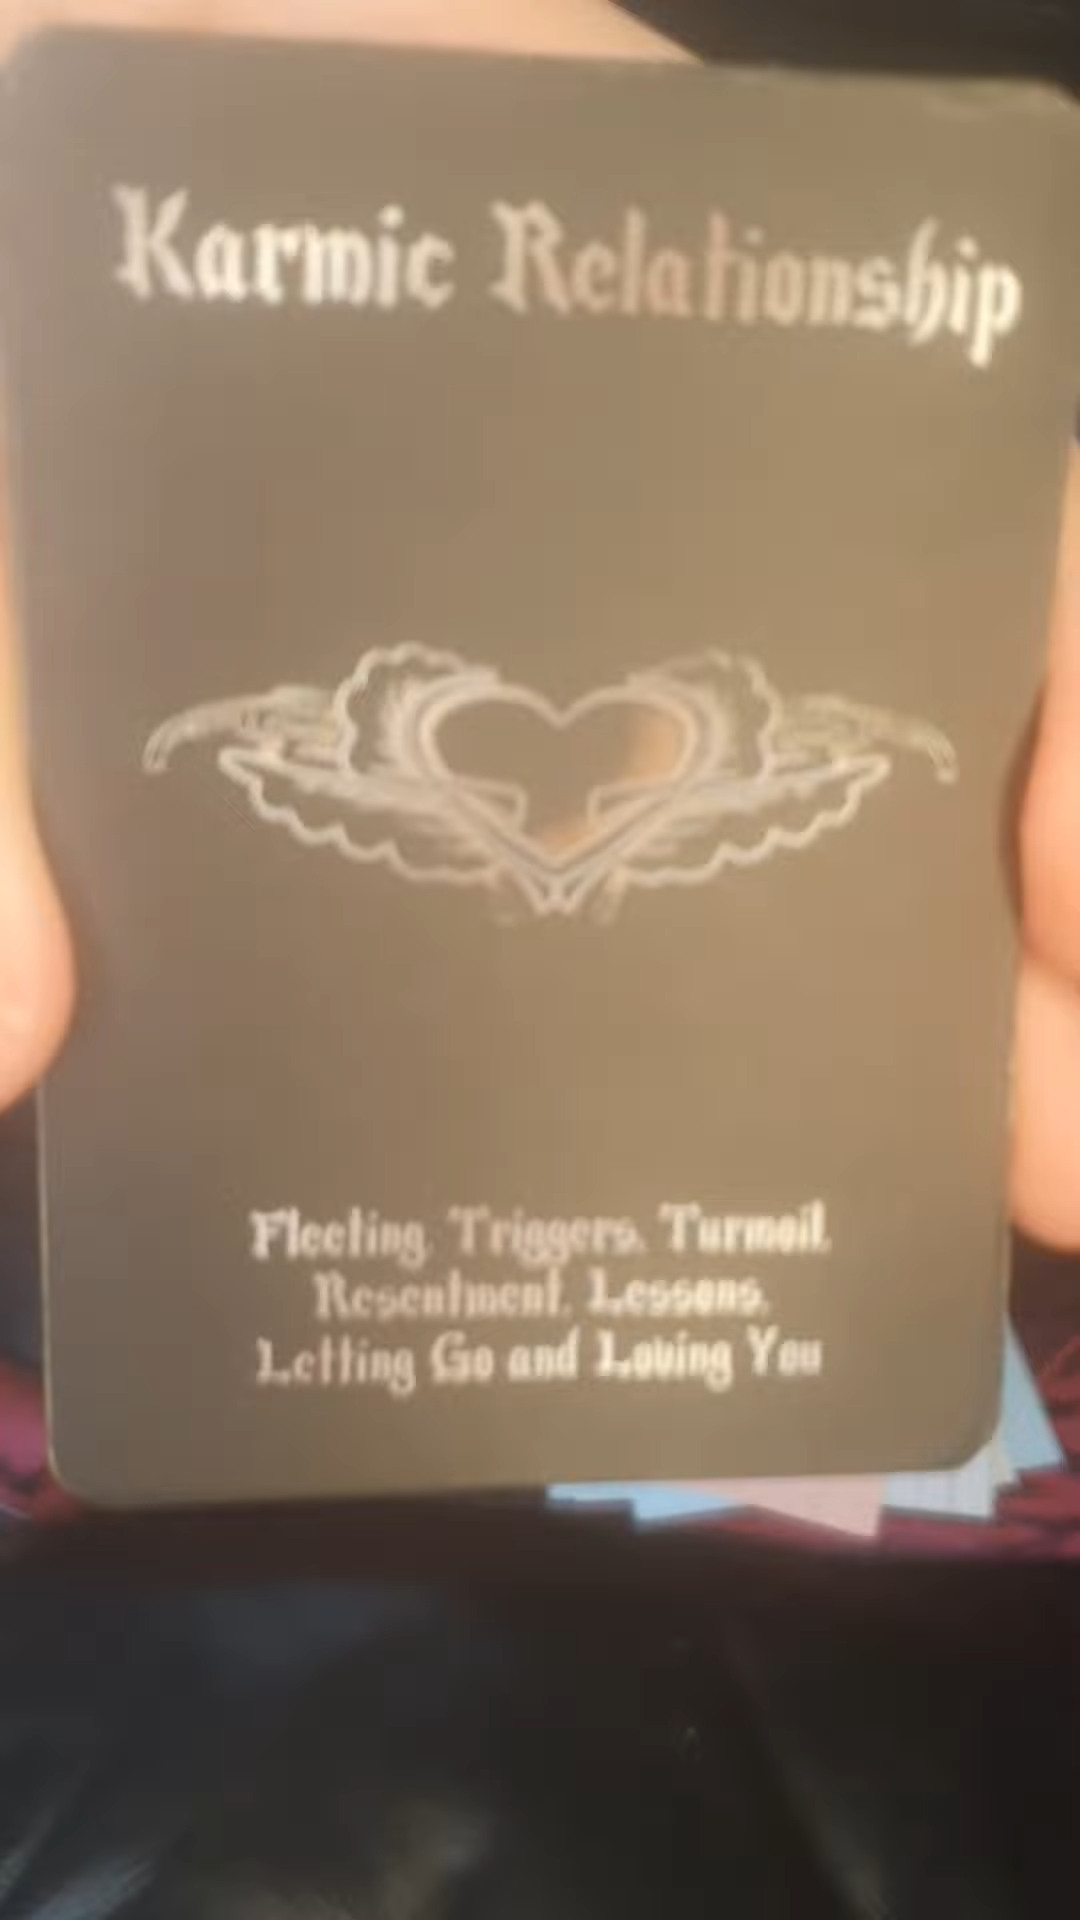 Karmic Relationship
Fleeting, Triggers, Turmoil,
Resentment, Lessons,
Letting Go and Loving You